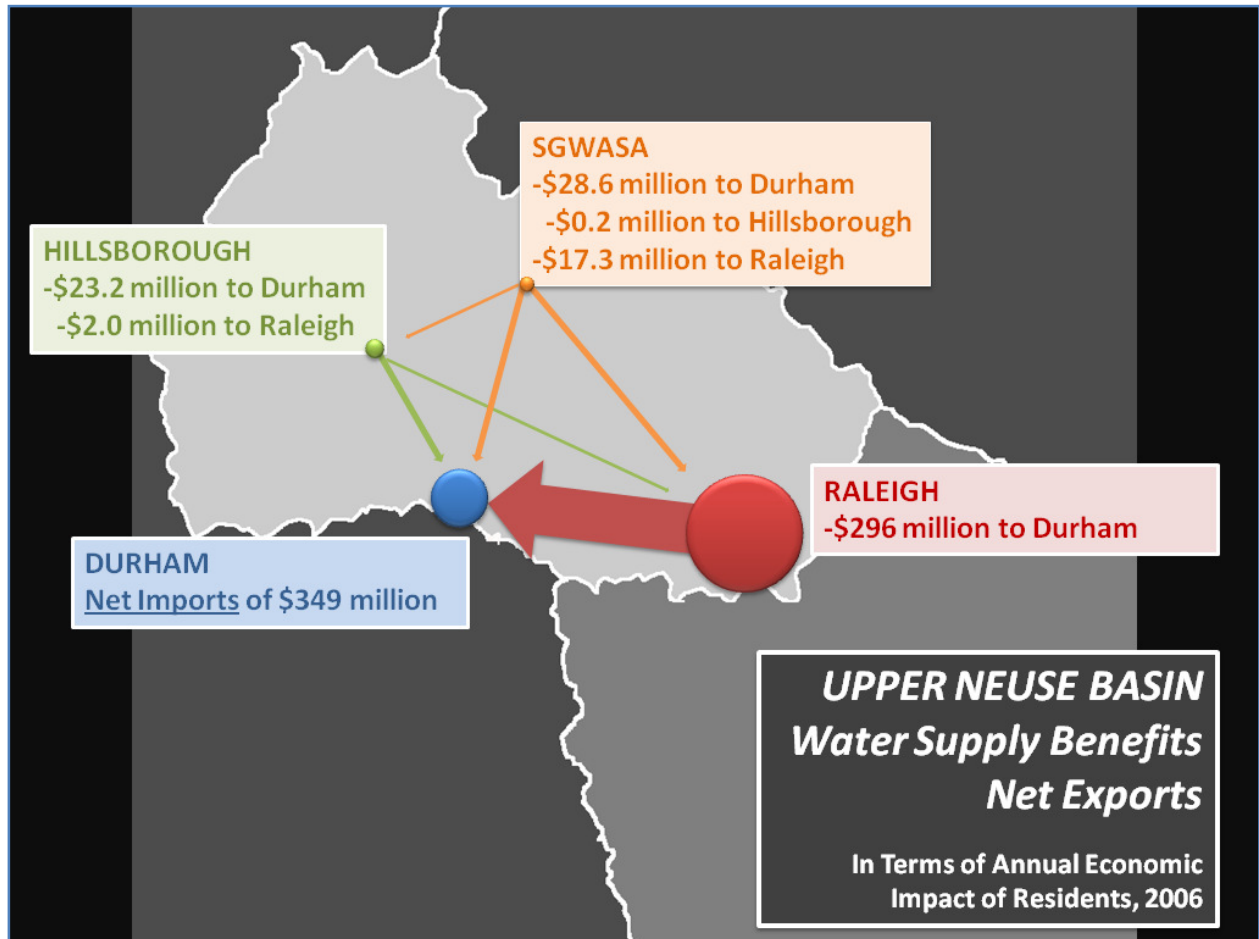 SGWASA
-$28.6 million to Durham
-$0.2 million to Hillsborough
-$17.3 million to Raleigh
HILLSBOROUGH
-$23.2 million to Durham
-$2.0 million to Raleigh
RALEIGH
-$296 million to Durham
DURHAM
Net Imports of $349 million
UPPER NEUSE BASIN
Water Supply Benefits
Net Exports
In Terms of Annual Economic
Impact of Residents, 2006